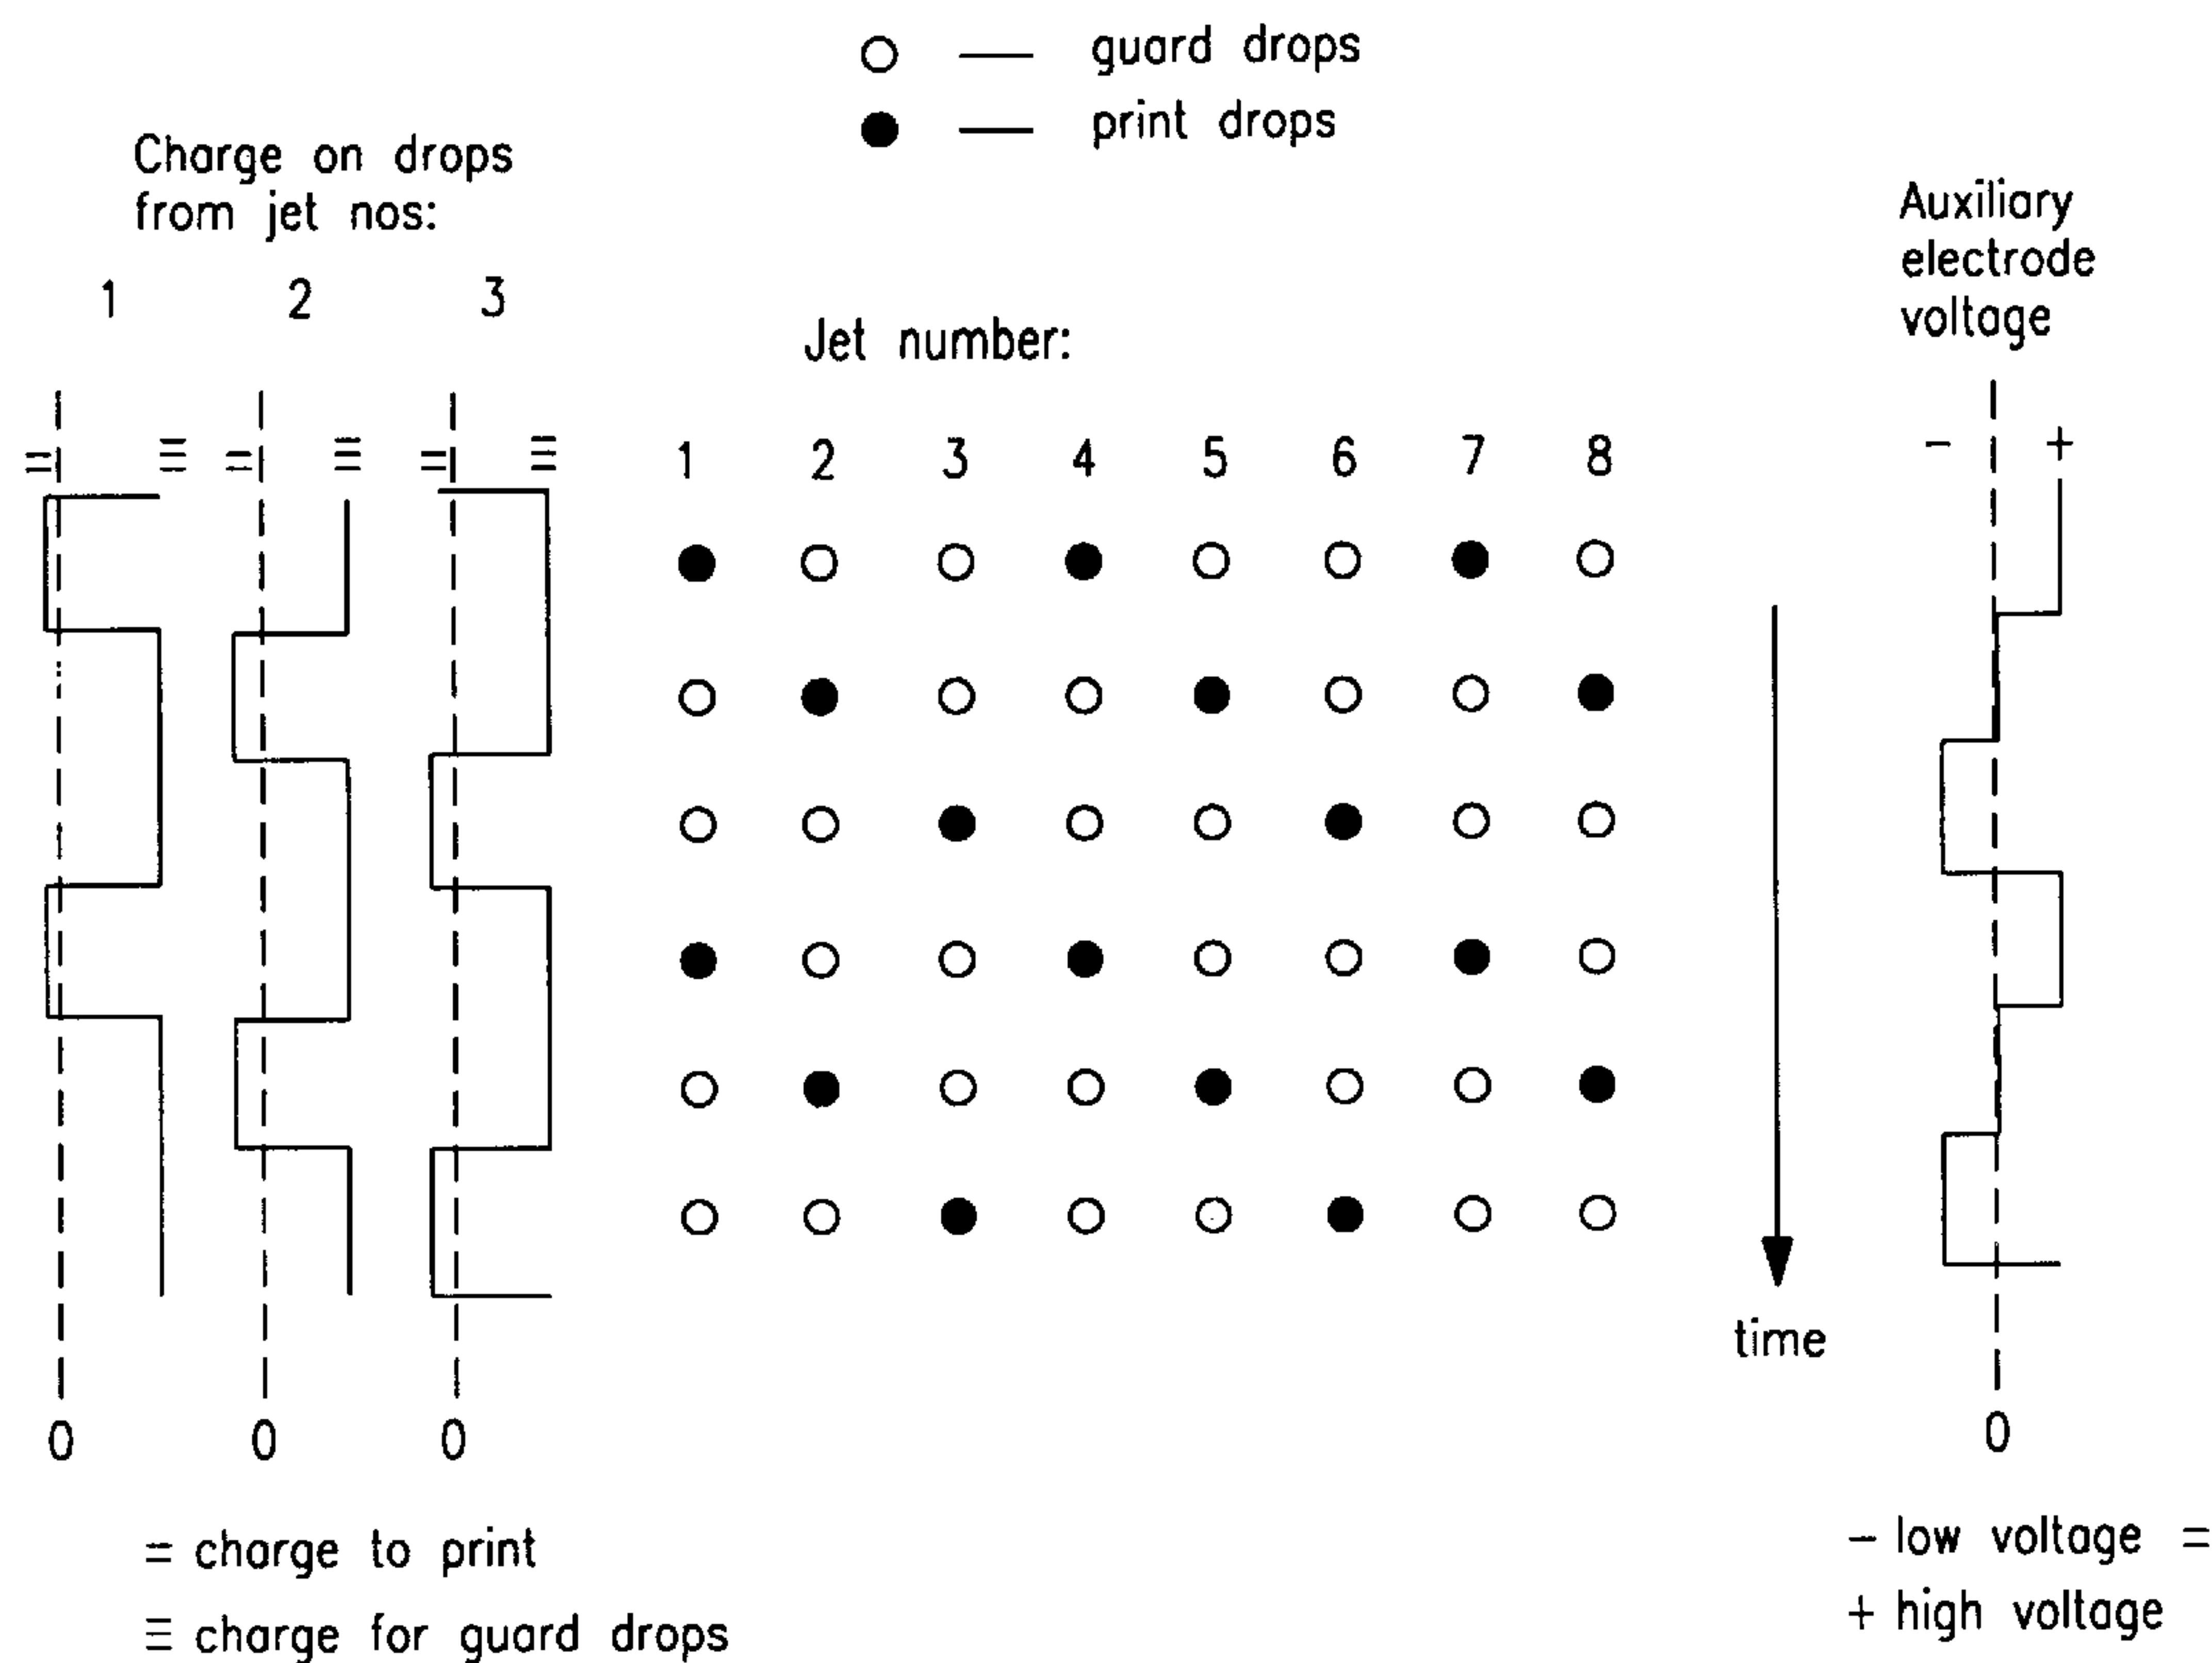 guard drops
print drops
Charge on drops
from jet nos:
1 2 3
Jet number:
Auxiliary
electrode
voltage
= ≡ = ≡ = ≡
1 2 3 4 5 6 7 8
- +
time
0 0 0
0
= charge to print
≡ charge for guard drops
- low voltage =
+ high voltage